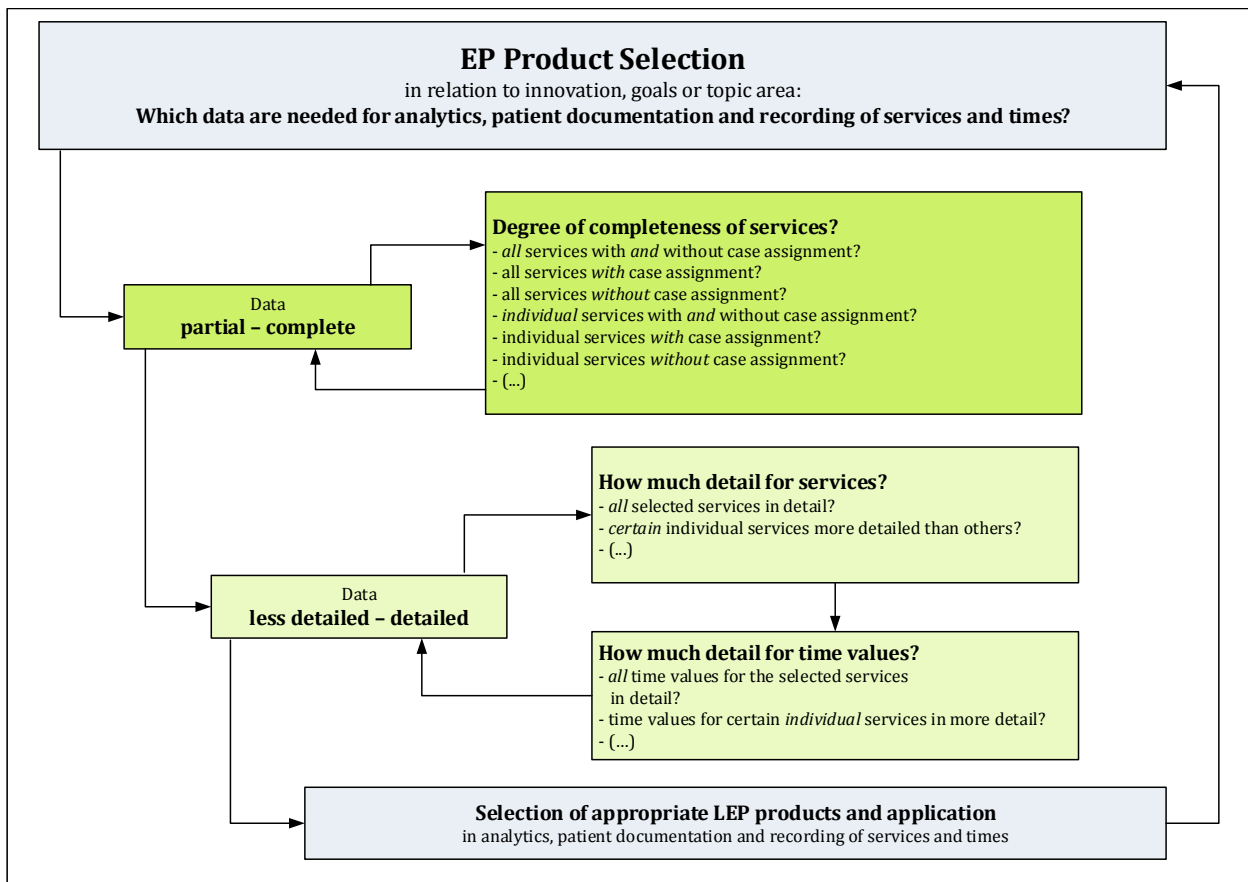 EP Product Selection
in relation to innovation, goals or topic area:
Which data are needed for analytics, patient documentation and recording of services and times?
Degree of completeness of services?
- all services with and without case assignment?
- all services with case assignment?
- all services without case assignment?
- individual services with and without case assignment?
- individual services with case assignment?
- individual services without case assignment?
- (...)
Data
partial – complete
How much detail for services?
- all selected services in detail?
- certain individual services more detailed than others?
- (...)
Data
less detailed – detailed
How much detail for time values?
- all time values for the selected services
in detail?
- time values for certain individual services in more detail?
- (...)
Selection of appropriate LEP products and application
in analytics, patient documentation and recording of services and times